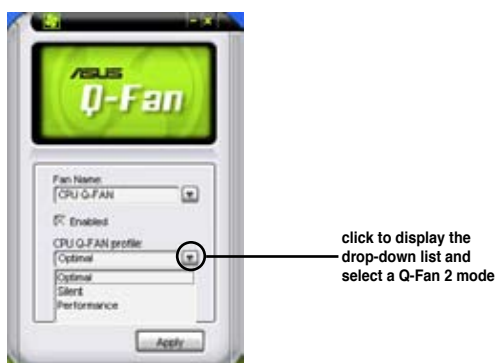 ASUS
Q-Fan
Fan Name:
CPU Q-FAN
Enabled
CPU Q-FAN profile:
Optimal
Optimal
Silent
Performance
Apply
click to display the
drop-down list and
select a Q-Fan 2 mode